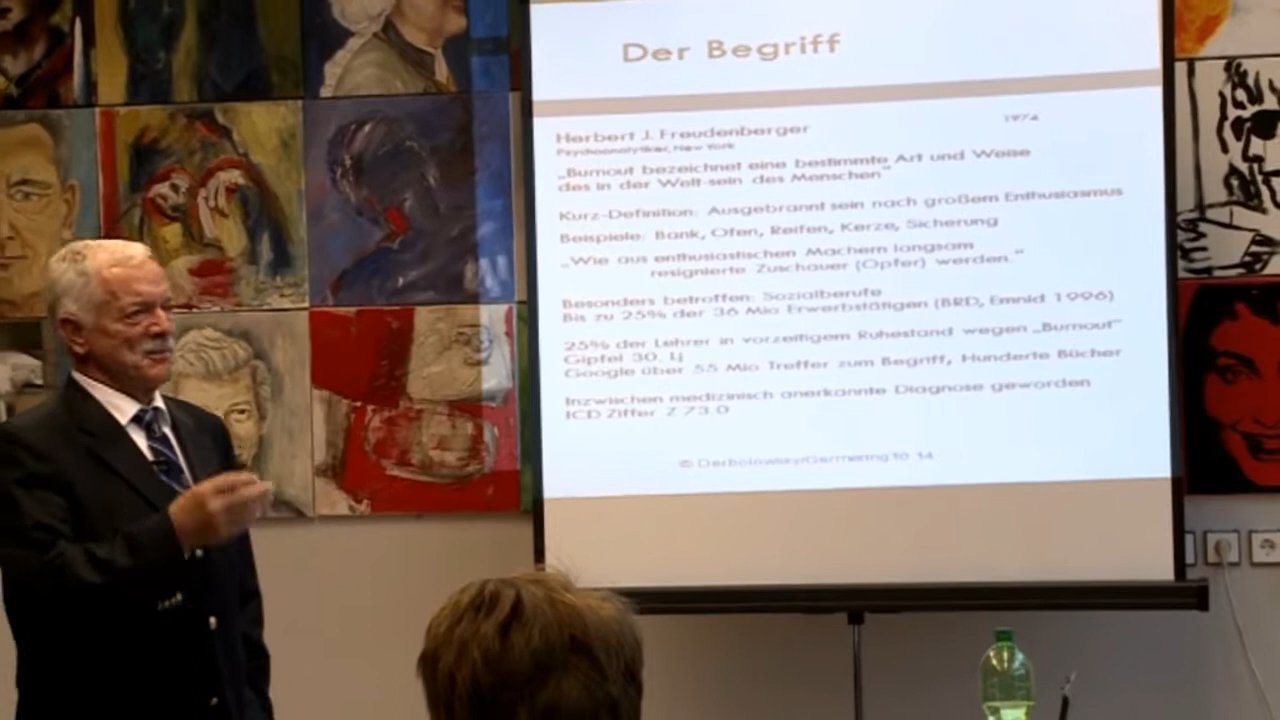 Der Begriff
Herbert J. Freudenberger 1974
Psychoanalytiker, New York
„Burnout bezeichnet eine bestimmte Art und Weise
des in der Welt-sein des Menschen"
Kurz-Definition: Ausgebrannt sein nach großem Enthusiasmus
Beispiele: Bank, Ofen, Reifen, Kerze, Sicherung
„Wie aus enthusiastischen Machern langsam
resignierte Zuschauer (Opfer) werden."
Besonders betroffen: Sozialberufe
Bis zu 25% der 36 Mio Erwerbstätigen (BRD, Emnid 1996)
25% der Lehrer in vorzeitigem Ruhestand wegen „Burnout"
Gipfel 30. Lj
Google über 55 Mio Treffer zum Begriff, Hunderte Bücher
Inzwischen medizinisch anerkannte Diagnose geworden
ICD Ziffer Z 73.0
© Derbolowsky/Germering 10 14